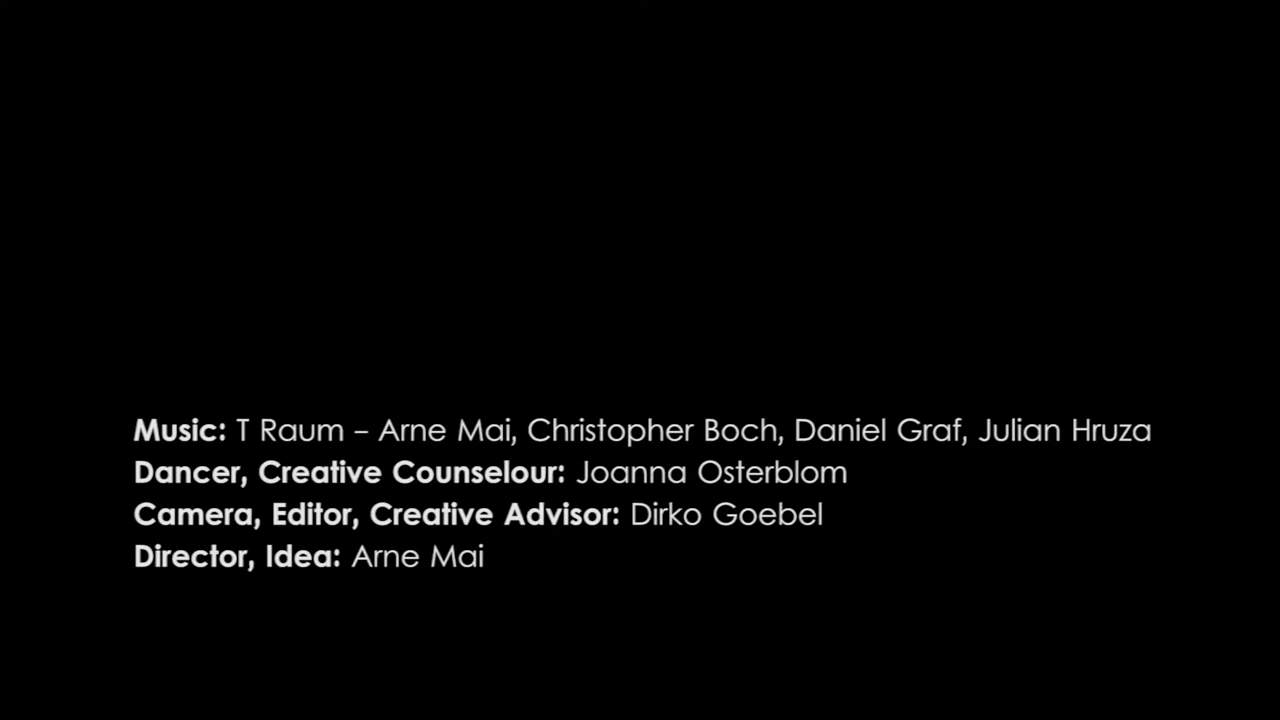 Music: T Raum – Arne Mai, Christopher Boch, Daniel Graf, Julian Hruza
Dancer, Creative Counselour: Joanna Osterblom
Camera, Editor, Creative Advisor: Dirko Goebel
Director, Idea: Arne Mai